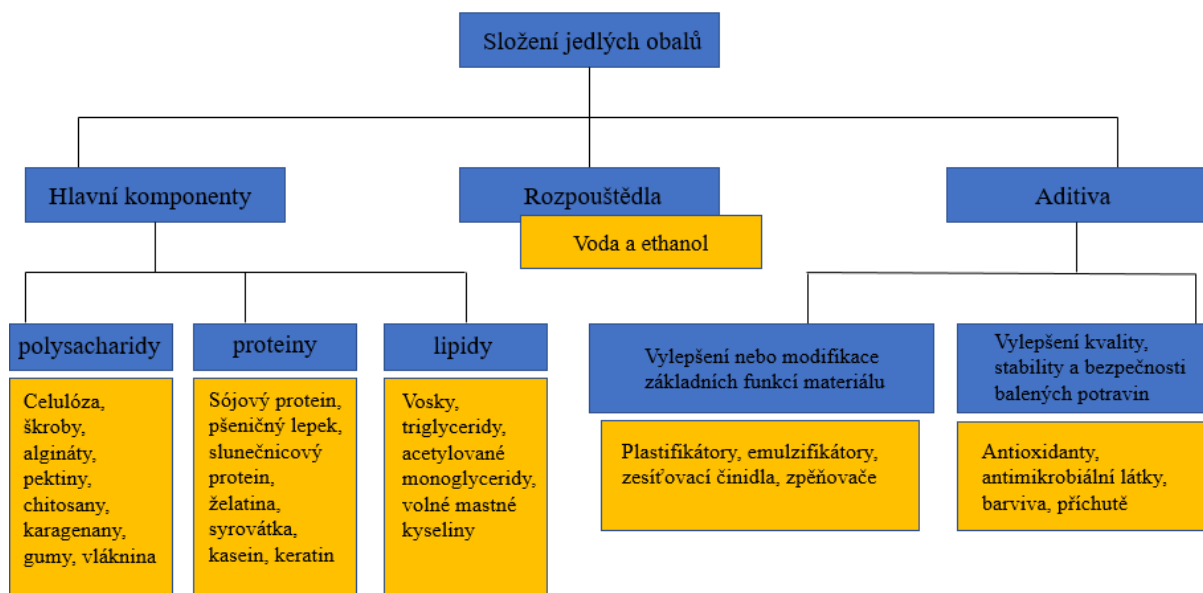 Složení jedlých obalů
Hlavní komponenty
Rozpouštědla
Aditiva
Voda a ethanol
polysacharidy
proteiny
lipidy
Vylepšení nebo modifikace
základních funkcí materiálu
Vylepšení kvality,
stability a bezpečnosti
balených potravin
Celulóza,
škroby,
algináty,
pektiny,
chitosany,
karagenany,
gumy, vláknina
Sójový protein,
pšeničný lepek,
slunečnicový
protein,
želatina,
syrovátka,
kasein, keratin
Vosky,
triglyceridy,
acetylované
monoglyceridy,
volné mastné
kyseliny
Plastifikátory, emulzifikátory,
zesíťovací činidla, zpěňovače
Antioxidanty,
antimikrobiální látky,
barviva, příchutě